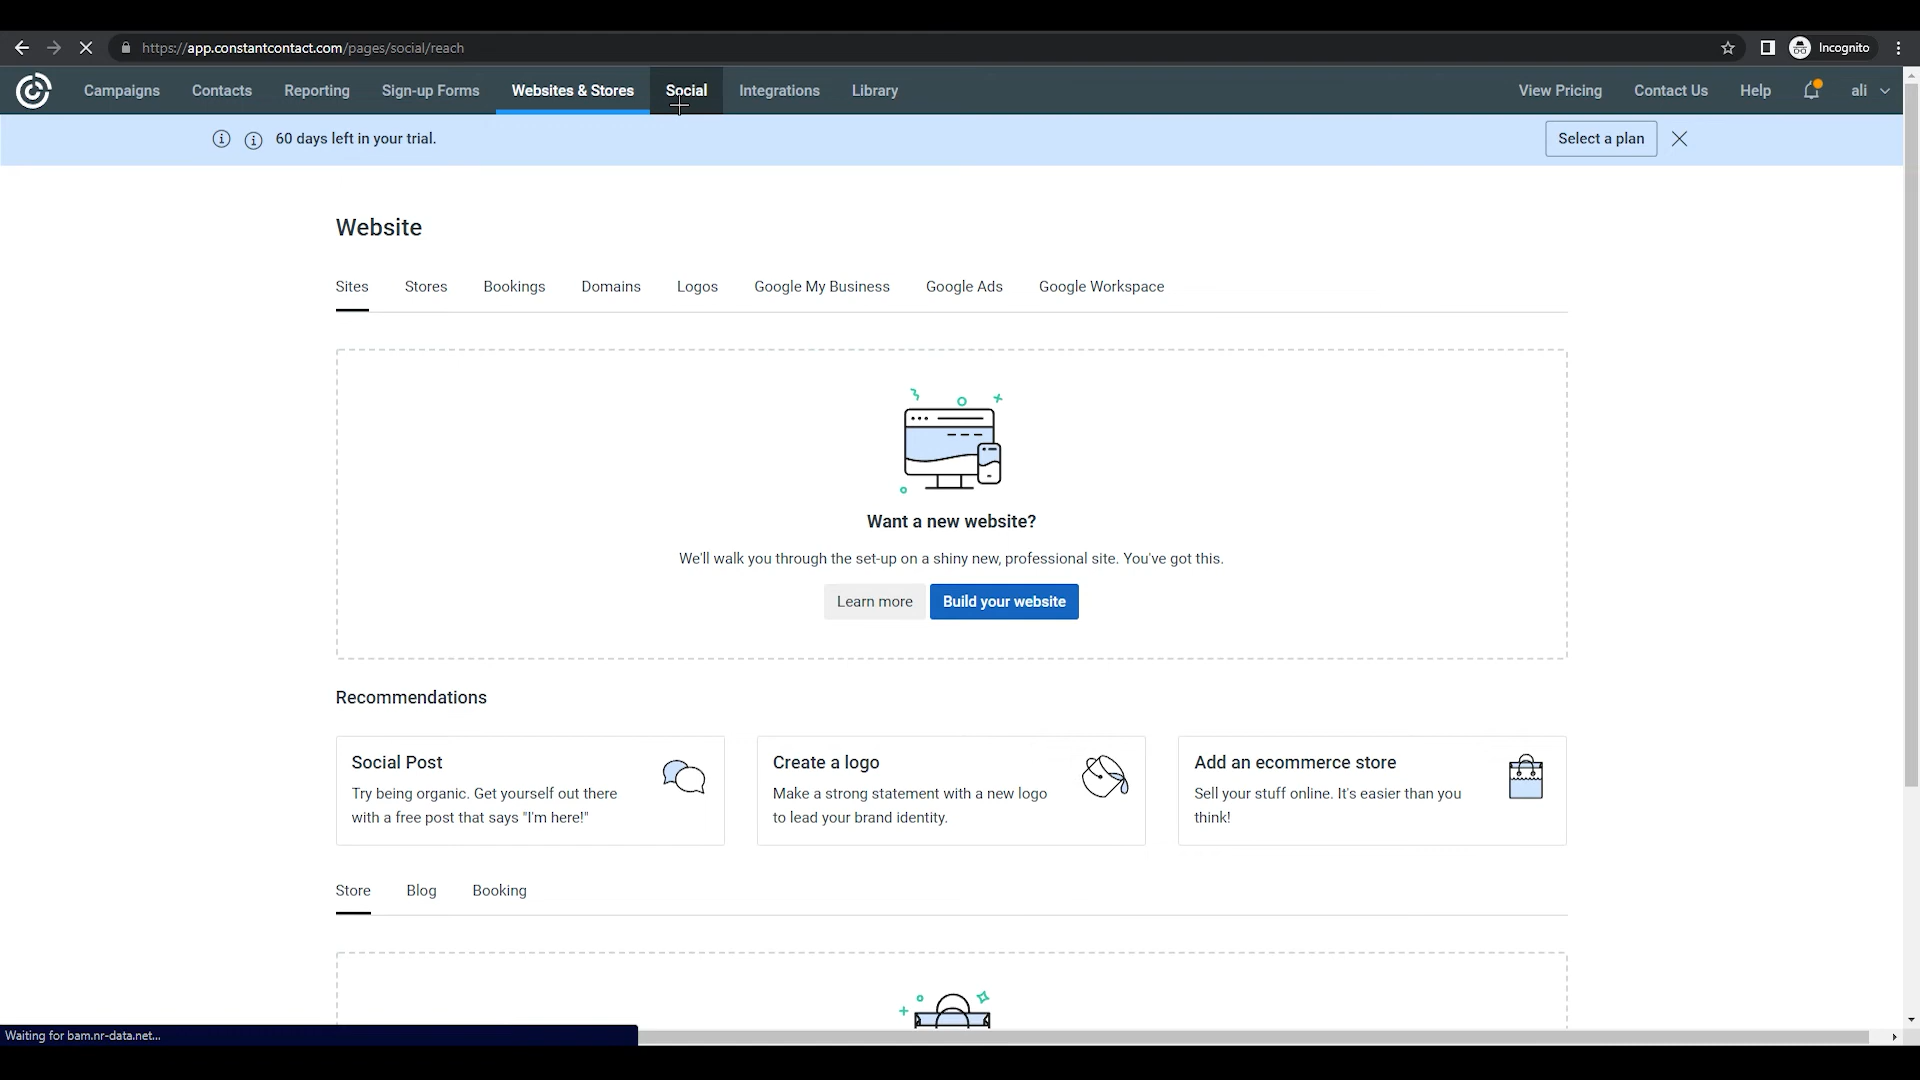 https://app.constantcontact.com/pages/social/reach
Incognito
Campaigns Contacts Reporting Sign-up Forms Websites & Stores Social Integrations Library View Pricing Contact Us Help ali
60 days left in your trial. Select a plan
Website
Sites Stores Bookings Domains Logos Google My Business Google Ads Google Workspace
Want a new website?
We'll walk you through the set-up on a shiny new, professional site. You've got this.
Learn more Build your website
Recommendations
Social Post
Try being organic. Get yourself out there
with a free post that says "I'm here!"
Create a logo
Make a strong statement with a new logo
to lead your brand identity.
Add an ecommerce store
Sell your stuff online. It's easier than you
think!
Store Blog Booking
Waiting for bam.nr-data.net...